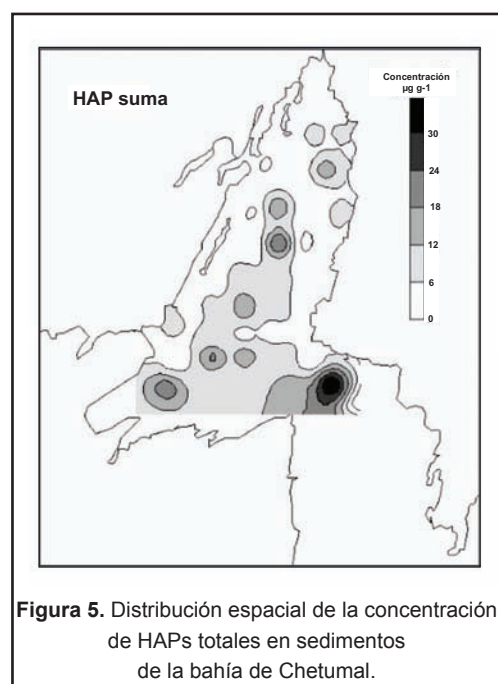 HAP suma
Concentración
µg g-1
30
24
18
12
6
0
Figura 5. Distribución espacial de la concentración
de HAPs totales en sedimentos
de la bahía de Chetumal.